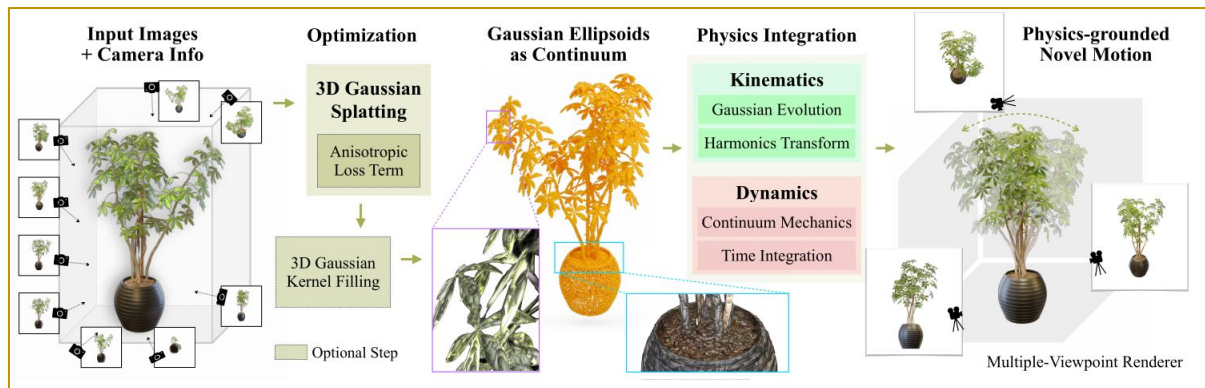 Input Images
+ Camera Info
Optimization
3D Gaussian
Splatting
Anisotropic
Loss Term
3D Gaussian
Kernel Filling
Optional Step
Gaussian Ellipsoids
as Continuum
Physics Integration
Kinematics
Gaussian Evolution
Harmonics Transform
Dynamics
Continuum Mechanics
Time Integration
Physics-grounded
Novel Motion
Multiple-Viewpoint Renderer